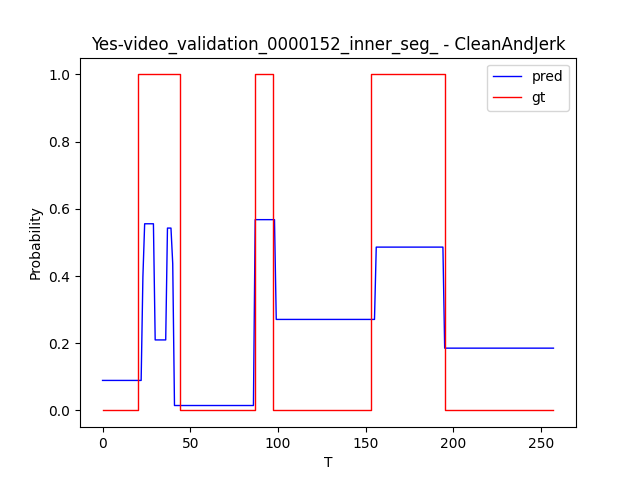 Yes-video_validation_0000152_inner_seg_ - CleanAndJerk
pred
gt
1.0
0.8
0.6
0.4
0.2
0.0
Probability
0
50
100
150
200
250
T